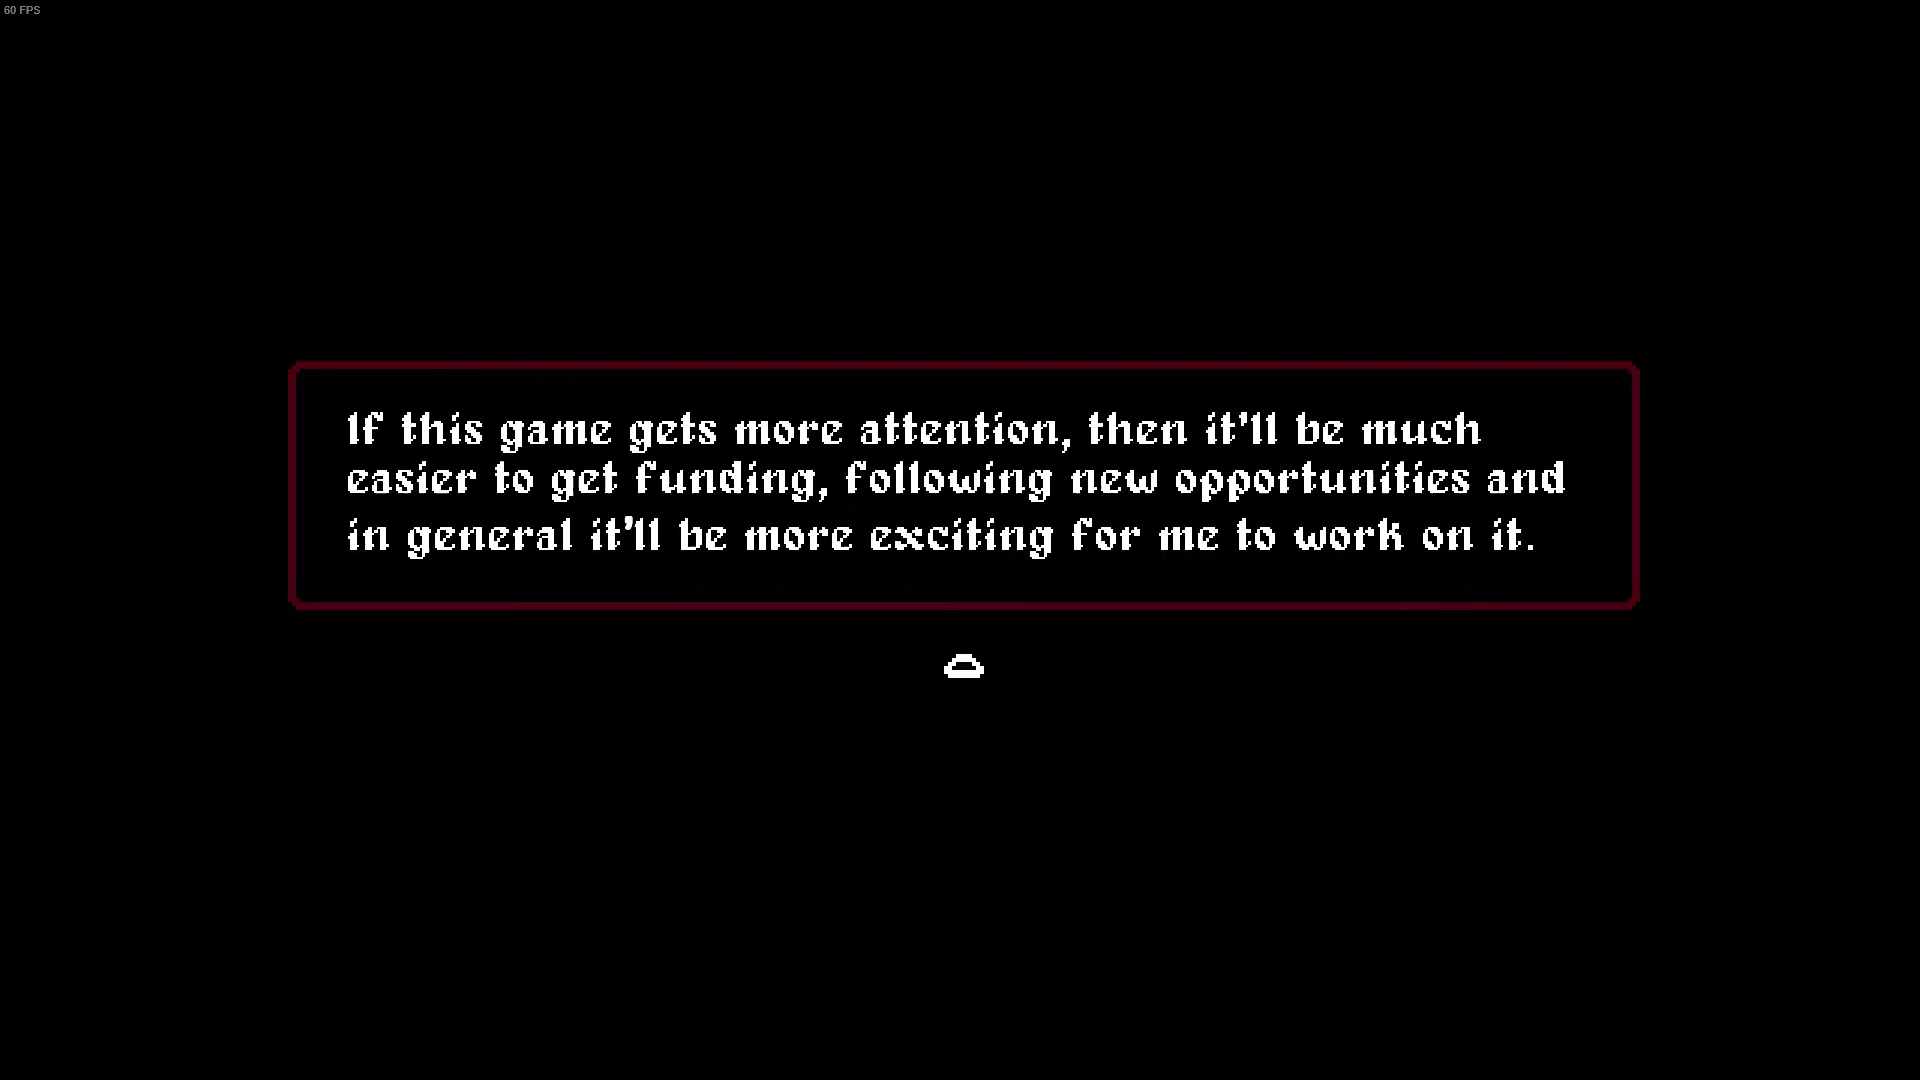 60 FPS
If this game gets more attention, then it'll be much
easier to get funding, following new opportunities and
in general it'll be more exciting for me to work on it.